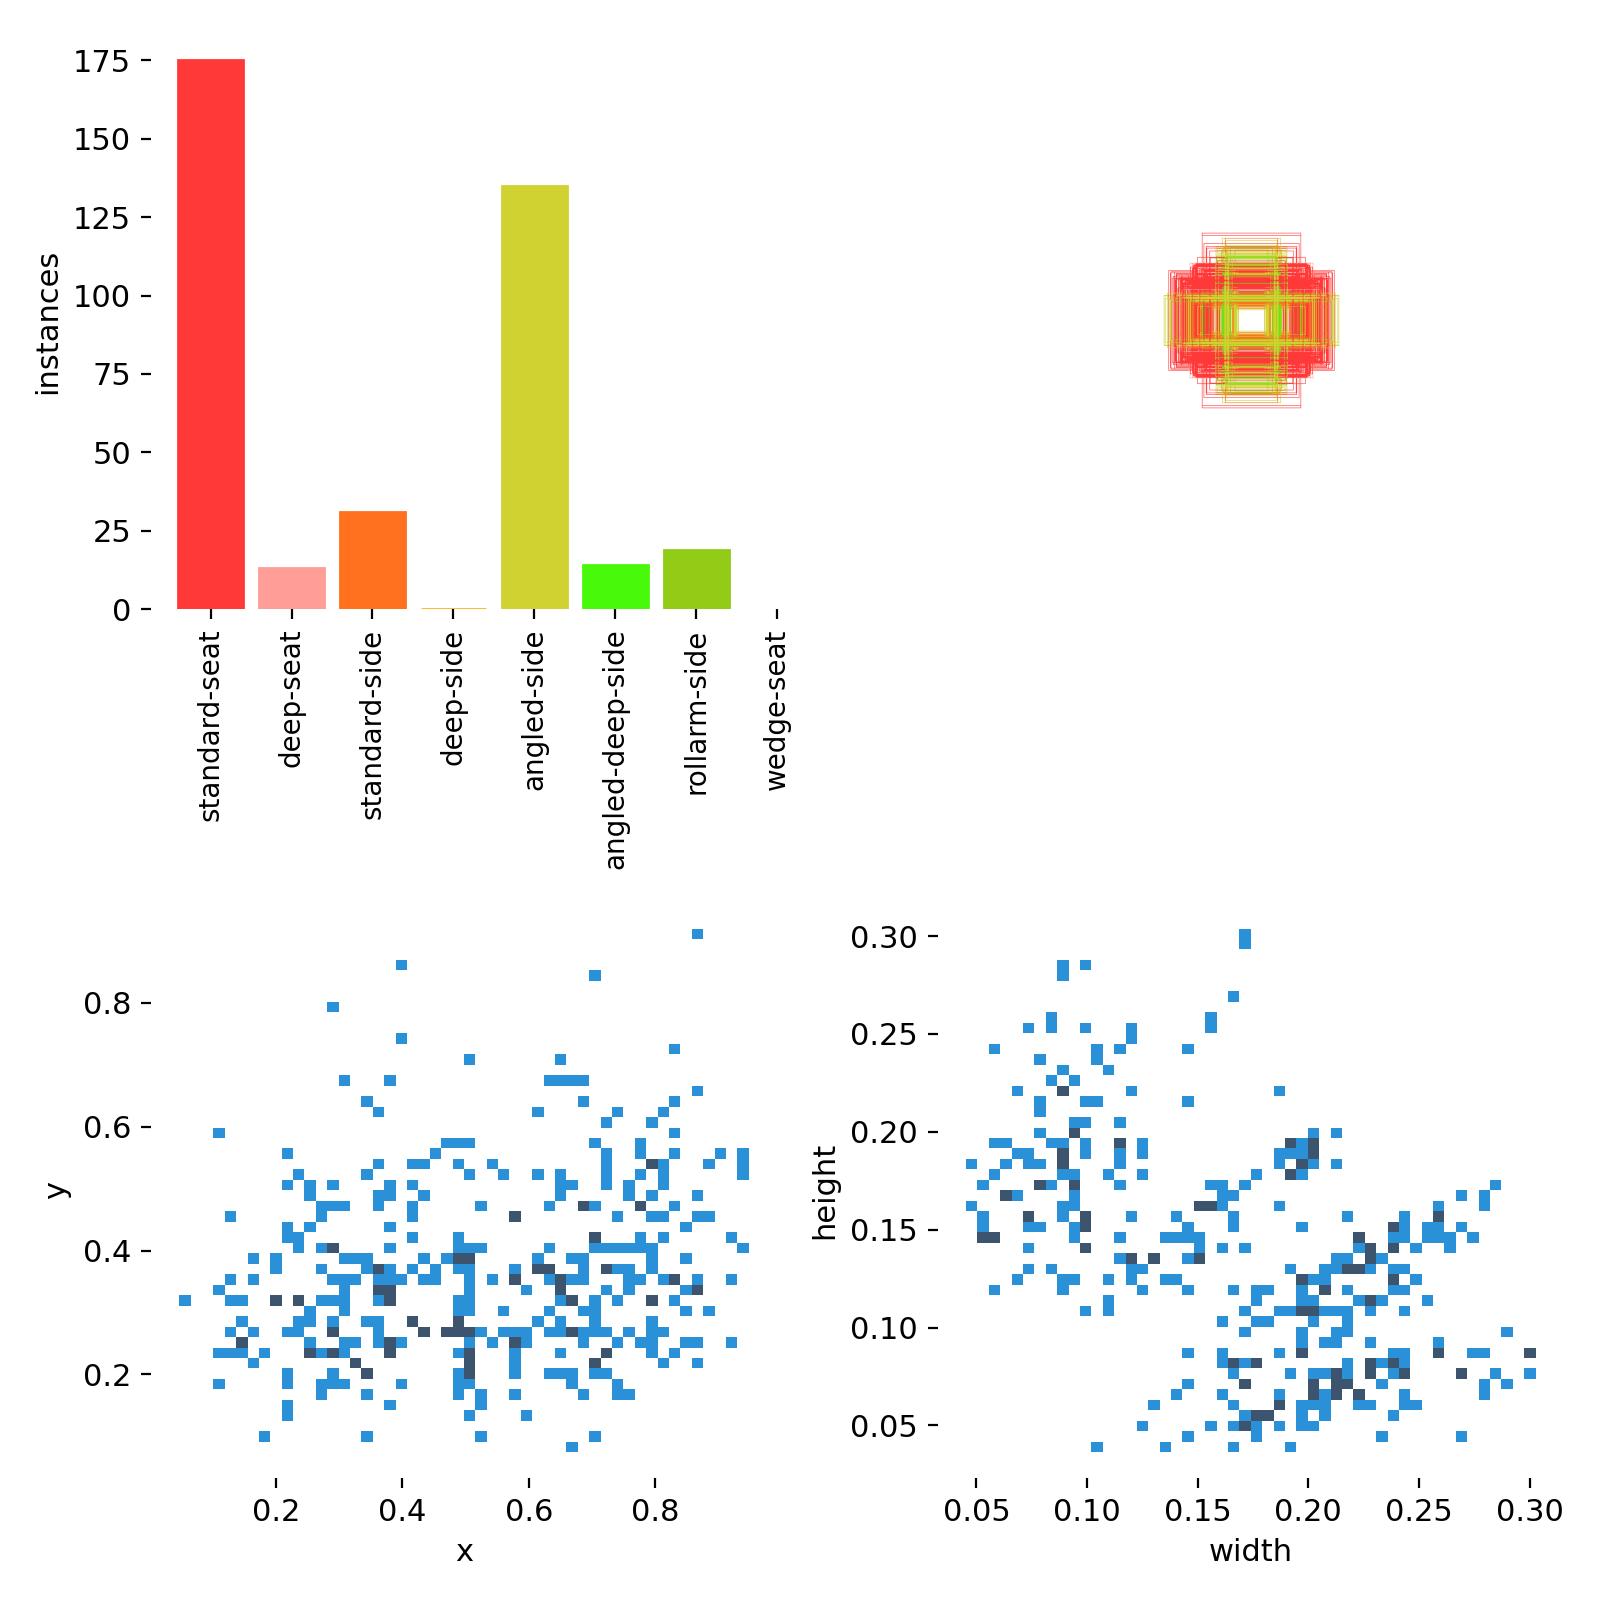 instances
175
150
125
100
75
50
25
0
standard-seat
deep-seat
standard-side
deep-side
angled-side
angled-deep-side
rollarm-side
wedge-seat
y
0.8
0.6
0.4
0.2
0.2 0.4 0.6 0.8
x
height
0.30
0.25
0.20
0.15
0.10
0.05
0.05 0.10 0.15 0.20 0.25 0.30
width